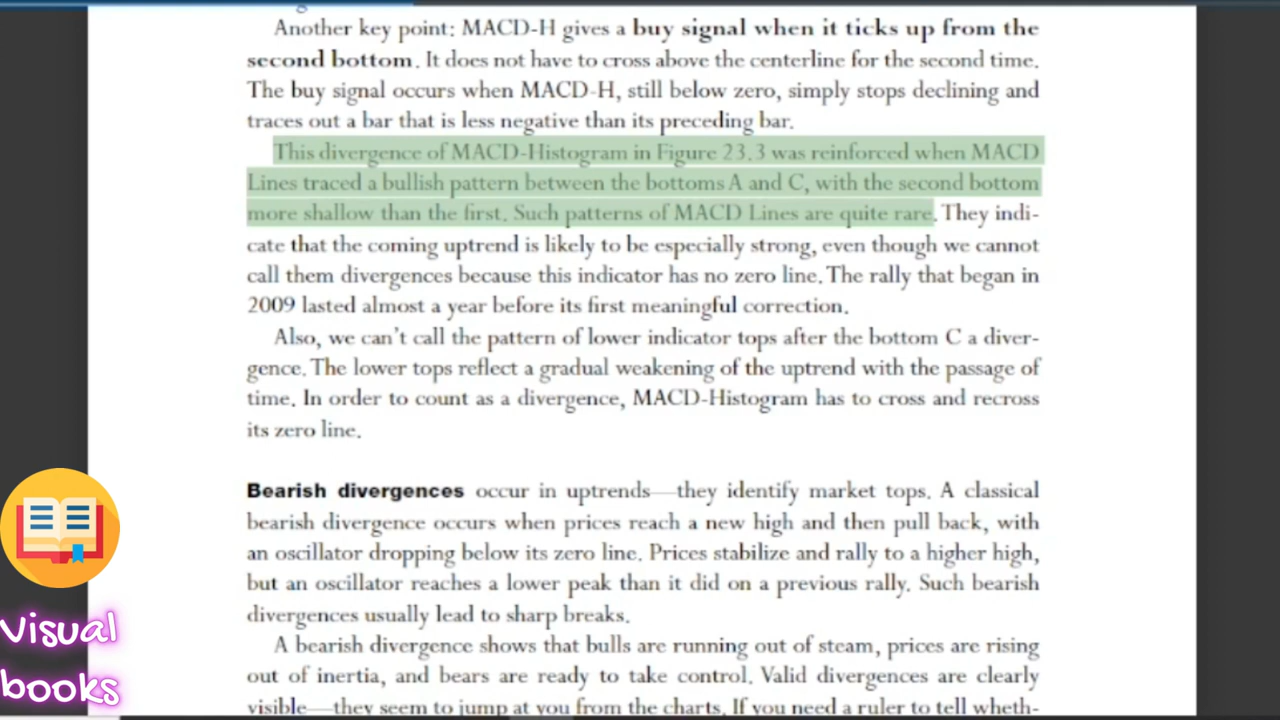 Another key point: MACD-H gives a buy signal when it ticks up from the
second bottom. It does not have to cross above the centerline for the second time.
The buy signal occurs when MACD-H, still below zero, simply stops declining and
traces out a bar that is less negative than its preceding bar.
This divergence of MACD-Histogram in Figure 23.3 was reinforced when MACD
Lines traced a bullish pattern between the bottoms A and C, with the second bottom
more shallow than the first. Such patterns of MACD Lines are quite rare. They indi-
cate that the coming uptrend is likely to be especially strong, even though we cannot
call them divergences because this indicator has no zero line. The rally that began in
2009 lasted almost a year before its first meaningful correction.
Also, we can't call the pattern of lower indicator tops after the bottom C a diver-
gence. The lower tops reflect a gradual weakening of the uptrend with the passage of
time. In order to count as a divergence, MACD-Histogram has to cross and recross
its zero line.
Bearish divergences occur in uptrends—they identify market tops. A classical
bearish divergence occurs when prices reach a new high and then pull back, with
an oscillator dropping below its zero line. Prices stabilize and rally to a higher high,
but an oscillator reaches a lower peak than it did on a previous rally. Such bearish
divergences usually lead to sharp breaks.
A bearish divergence shows that bulls are running out of steam, prices are rising
out of inertia, and bears are ready to take control. Valid divergences are clearly
visible—they seem to jump at you from the charts. If you need a ruler to tell wheth-
Visual
books